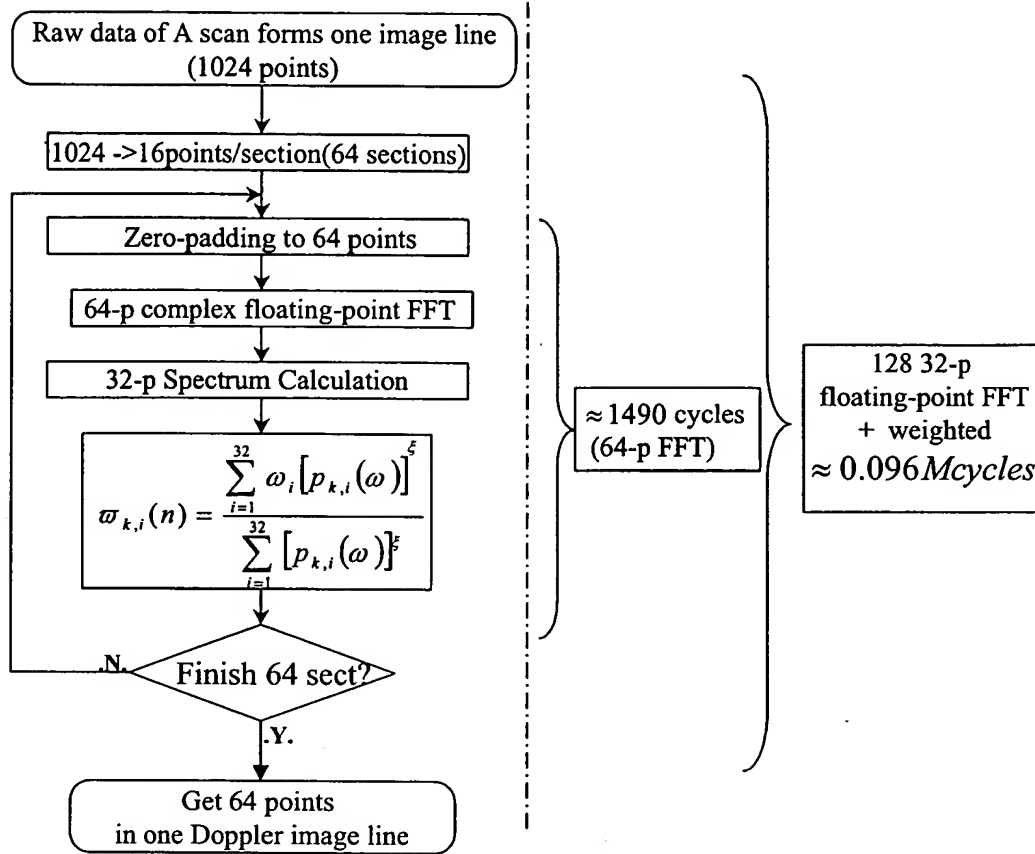 Raw data of A scan forms one image line
(1024 points)
1024 ->16points/section(64 sections)
Zero-padding to 64 points
64-p complex floating-point FFT
32-p Spectrum Calculation
ϖ_{k,i}(n) = \frac{\sum_{i=1}^{32} ω_i [p_{k,i}(ω)]^ξ}{\sum_{i=1}^{32} [p_{k,i}(ω)]^ξ}
.N.
Finish 64 sect?
.Y.
Get 64 points
in one Doppler image line
≈ 1490 cycles
(64-p FFT)
128 32-p
floating-point FFT
+ weighted
≈ 0.096Mcycles